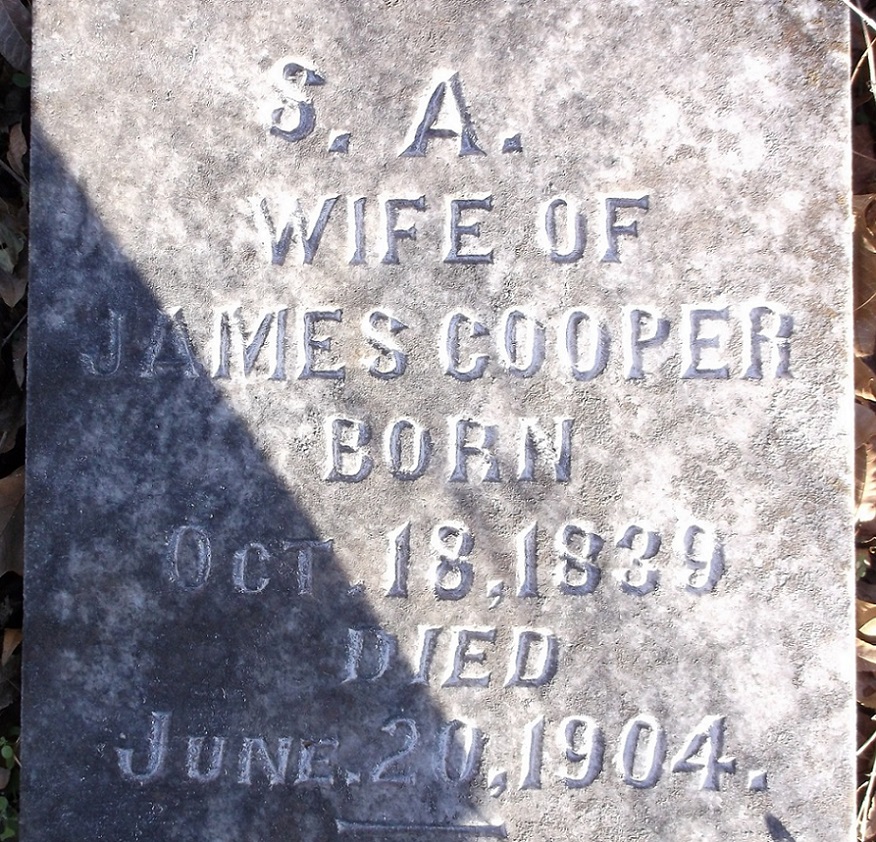 S. A.
WIFE OF
JAMES COOPER
BORN
OCT. 18, 1839
DIED
JUNE. 20, 1904.